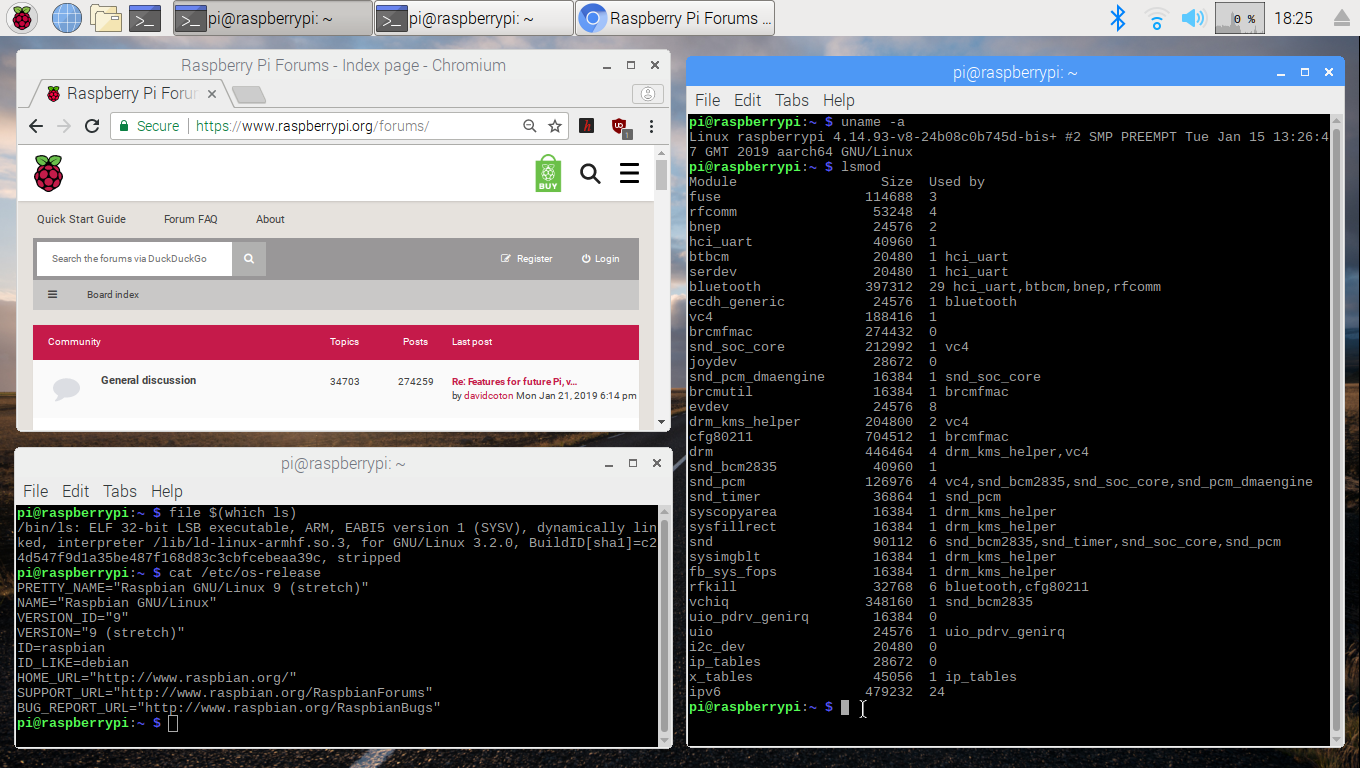 pi@raspberrypi: ~
pi@raspberrypi: ~
Raspberry Pi Forums ...
0 %
18:25
Raspberry Pi Forums - Index page - Chromium
Raspberry Pi Forum
Secure
https://www.raspberrypi.org/forums/
BUY
Quick Start Guide
Forum FAQ
About
Search the forums via DuckDuckGo
Register
Login
Board index
Community Topics Posts Last post
General discussion 34703 274259 Re: Features for future Pi, v...
by davidcoton Mon Jan 21, 2019 6:14 pm
pi@raspberrypi: ~
File Edit Tabs Help
pi@raspberrypi:~ $ file $(which ls)
/bin/ls: ELF 32-bit LSB executable, ARM, EABI5 version 1 (SYSV), dynamically lin
ked, interpreter /lib/ld-linux-armhf.so.3, for GNU/Linux 3.2.0, BuildID[sha1]=c2
4d547f9d1a35be487f168d83c3cbfcebeaa39c, stripped
pi@raspberrypi:~ $ cat /etc/os-release
PRETTY_NAME="Raspbian GNU/Linux 9 (stretch)"
NAME="Raspbian GNU/Linux"
VERSION_ID="9"
VERSION="9 (stretch)"
ID=raspbian
ID_LIKE=debian
HOME_URL="http://www.raspbian.org/"
SUPPORT_URL="http://www.raspbian.org/RaspbianForums"
BUG_REPORT_URL="http://www.raspbian.org/RaspbianBugs"
pi@raspberrypi:~ $
pi@raspberrypi: ~
File Edit Tabs Help
pi@raspberrypi:~ $ uname -a
Linux raspberrypi 4.14.93-v8-24b08c0b745d-bis+ #2 SMP PREEMPT Tue Jan 15 13:26:4
7 GMT 2019 aarch64 GNU/Linux
pi@raspberrypi:~ $ lsmod
Module Size Used by
fuse 114688 3
rfcomm 53248 4
bnep 24576 2
hci_uart 40960 1
btbcm 20480 1 hci_uart
serdev 20480 1 hci_uart
bluetooth 397312 29 hci_uart,btbcm,bnep,rfcomm
ecdh_generic 24576 1 bluetooth
vc4 188416 1
brcmfmac 274432 0
snd_soc_core 212992 1 vc4
joydev 28672 0
snd_pcm_dmaengine 16384 1 snd_soc_core
brcmutil 16384 1 brcmfmac
evdev 24576 8
drm_kms_helper 204800 2 vc4
cfg80211 704512 1 brcmfmac
drm 446464 4 drm_kms_helper,vc4
snd_bcm2835 40960 1
snd_pcm 126976 4 vc4,snd_bcm2835,snd_soc_core,snd_pcm_dmaengine
snd_timer 36864 1 snd_pcm
syscopyarea 16384 1 drm_kms_helper
sysfillrect 16384 1 drm_kms_helper
snd 90112 6 snd_bcm2835,snd_timer,snd_soc_core,snd_pcm
sysimgblt 16384 1 drm_kms_helper
fb_sys_fops 16384 1 drm_kms_helper
rfkill 32768 6 bluetooth,cfg80211
vchiq 348160 1 snd_bcm2835
uio_pdrv_genirq 16384 0
uio 24576 1 uio_pdrv_genirq
i2c_dev 20480 0
ip_tables 28672 0
x_tables 45056 1 ip_tables
ipv6 479232 24
pi@raspberrypi:~ $